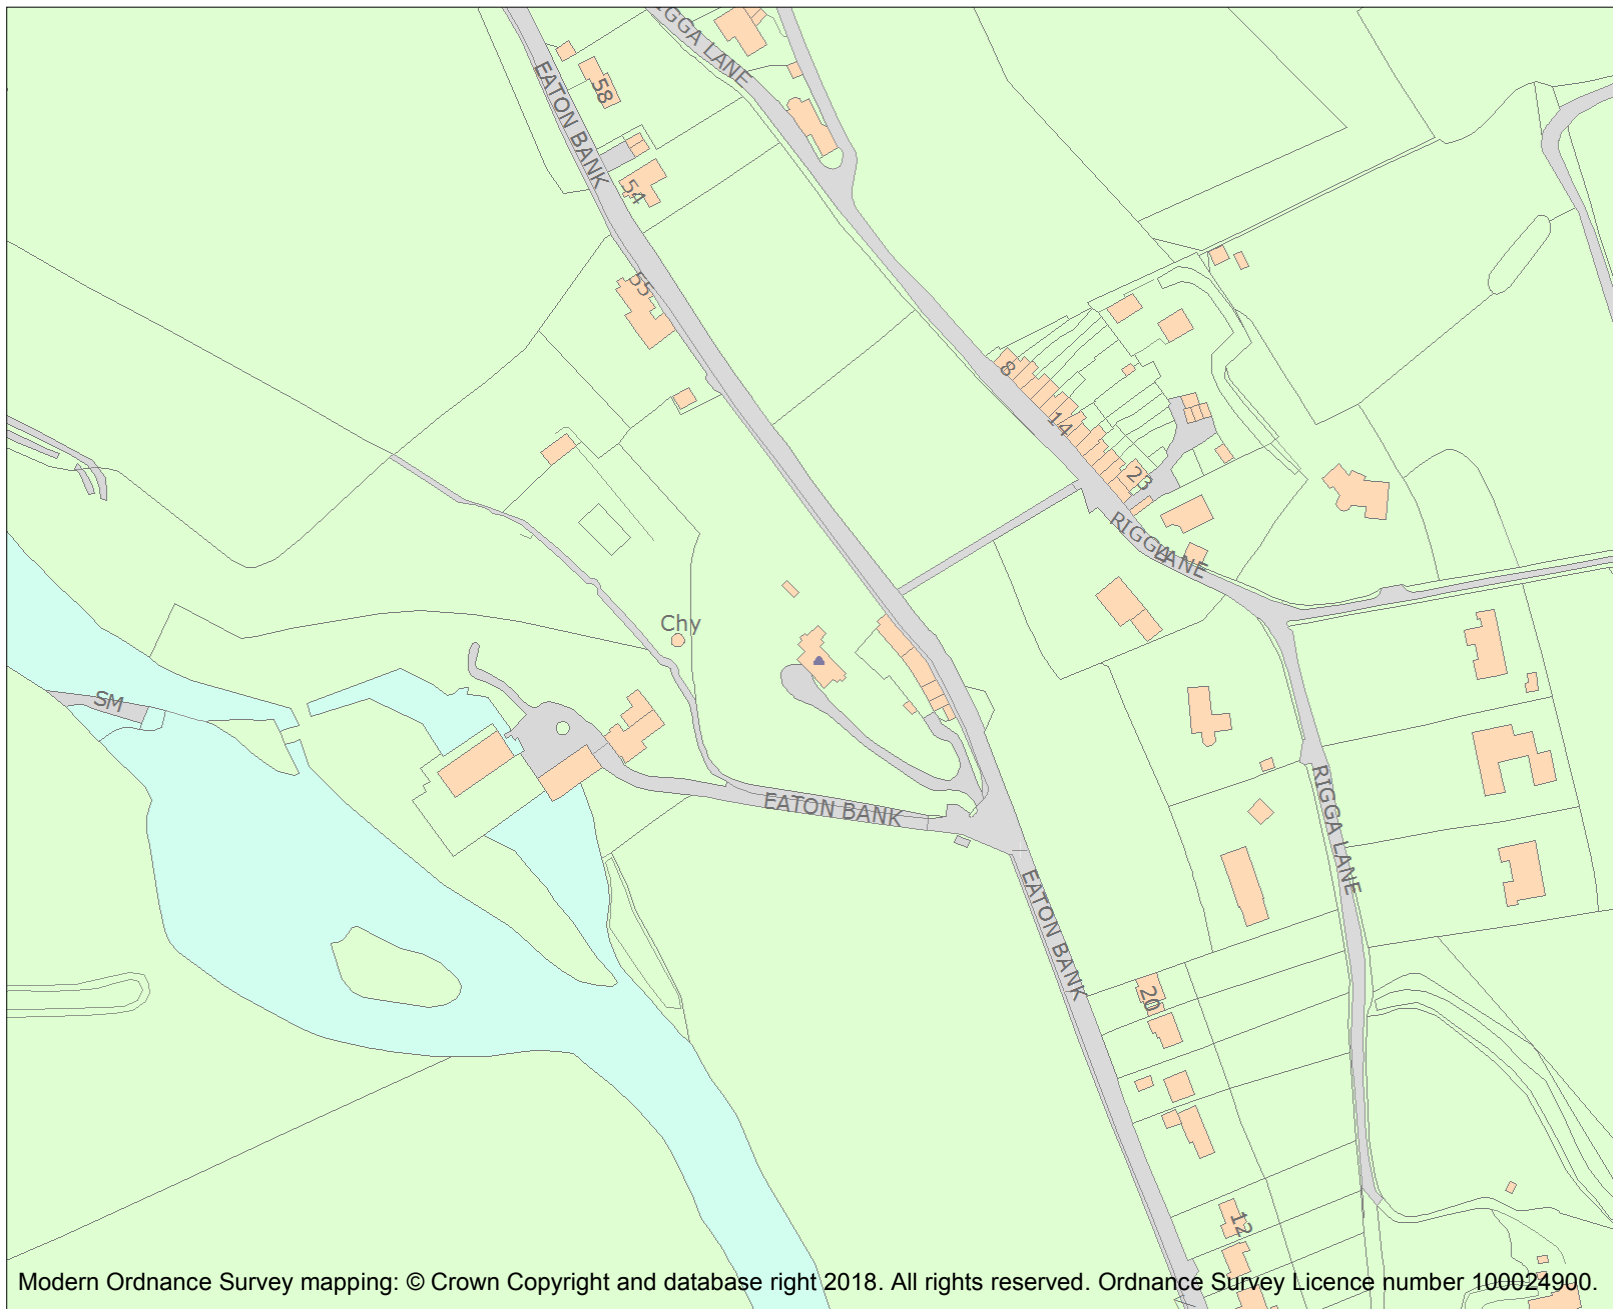 RIGGA LANE
EATON BANK
58
54
55
8
14
23
RIGGA LANE
Chy
SM
EATON BANK
RIGGA LANE
EATON BANK
20
12
Modern Ordnance Survey mapping: © Crown Copyright and database right 2018. All rights reserved. Ordnance Survey Licence number 100024900.